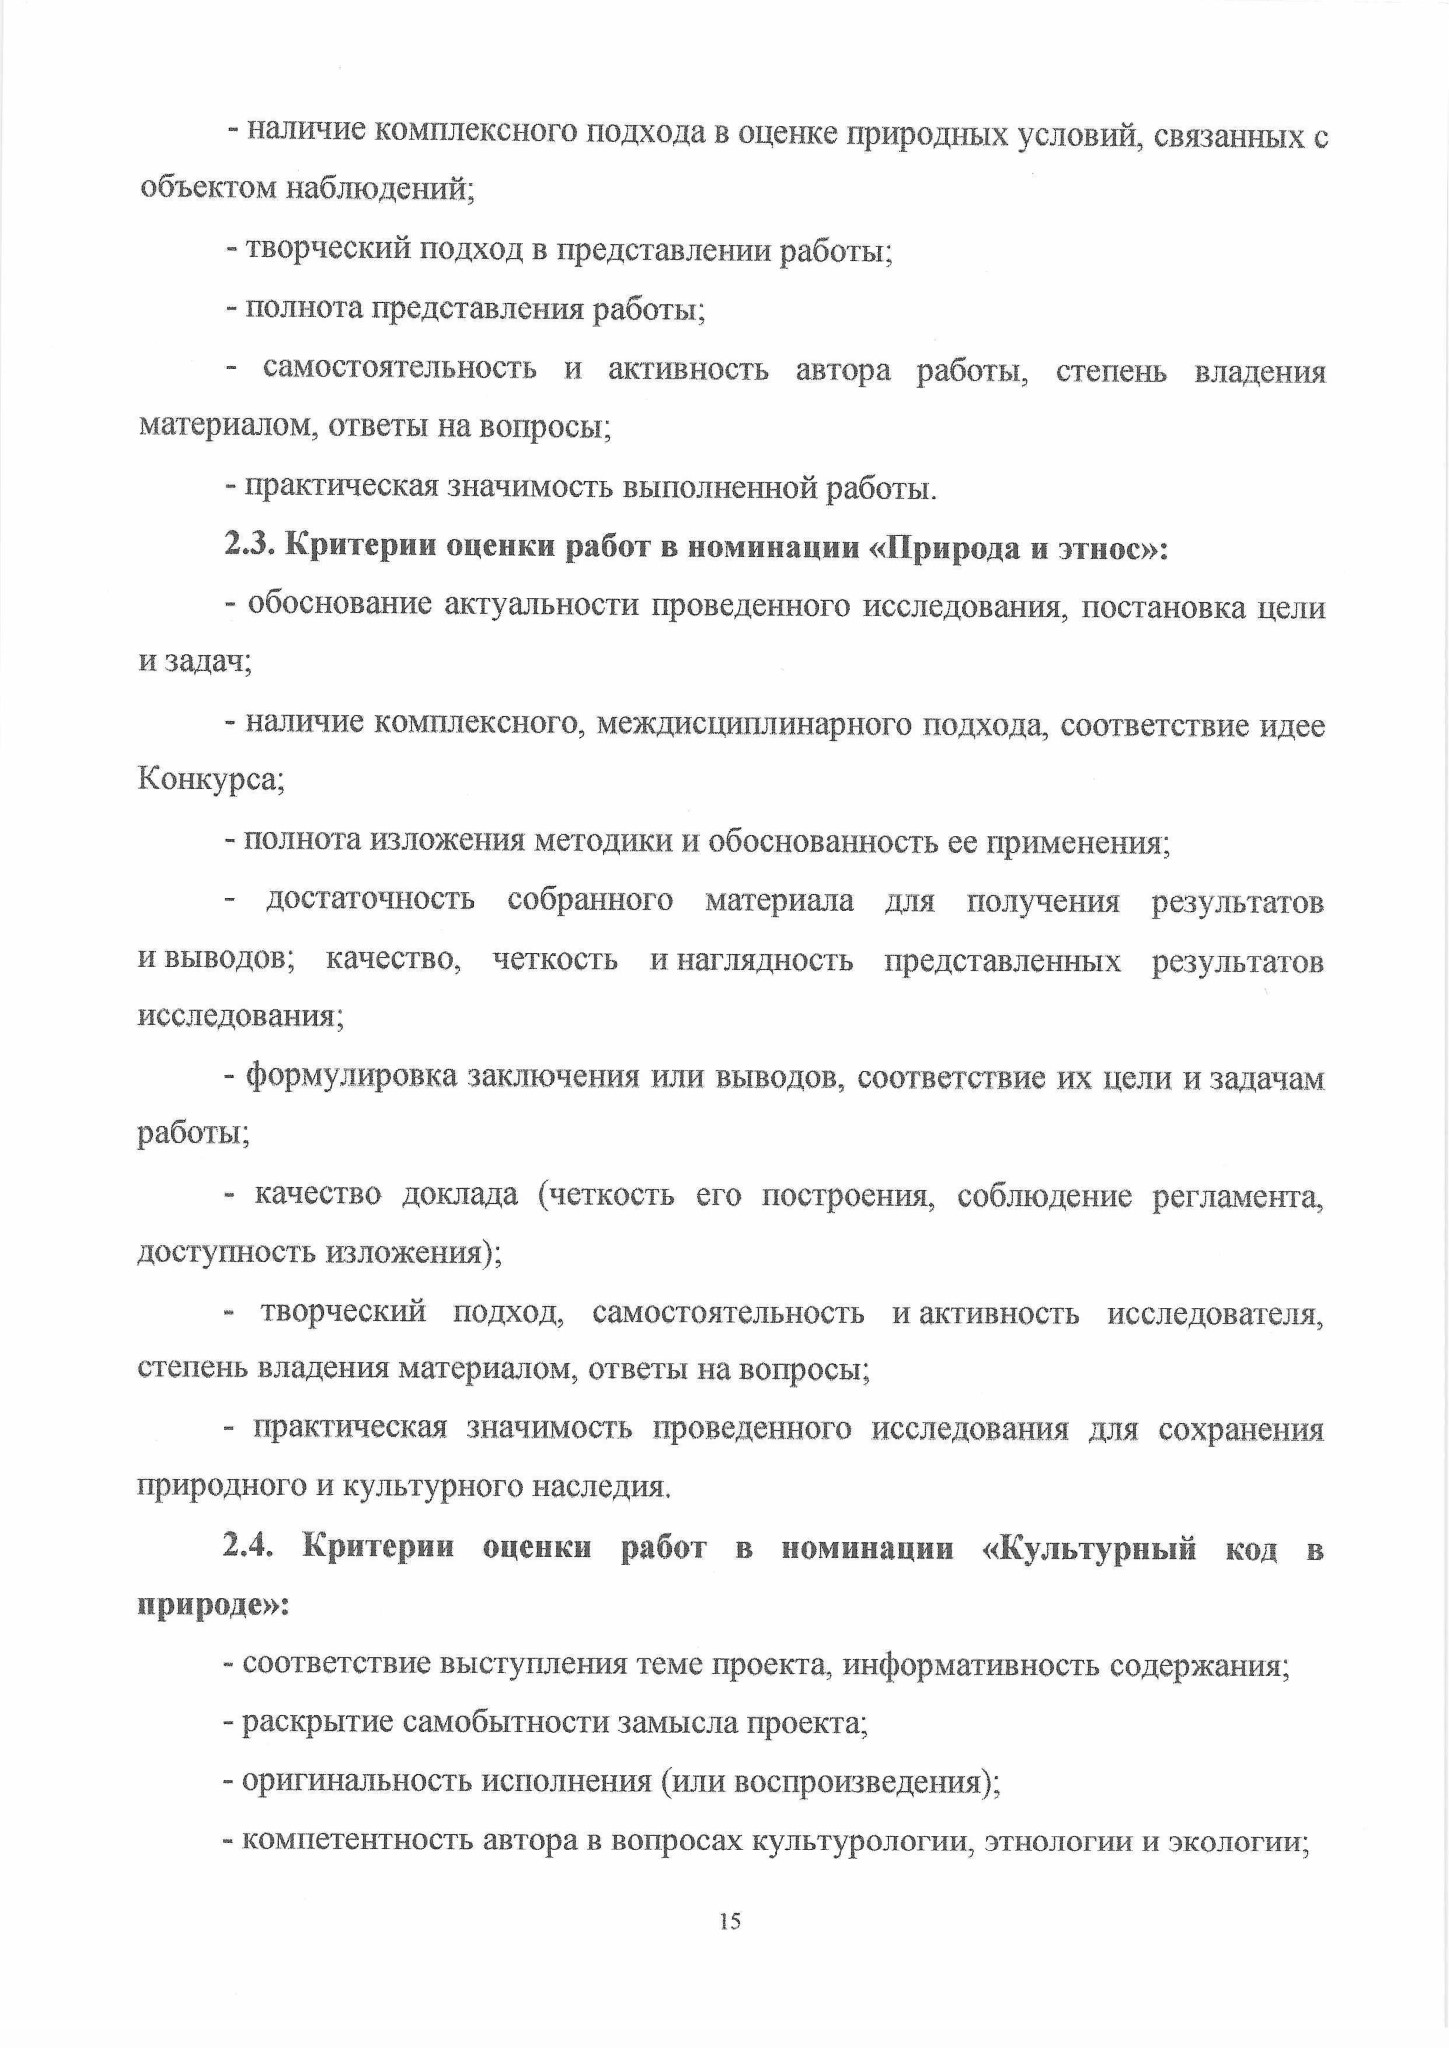 - наличие комплексного подхода в оценке природных условий, связанных с
объектом наблюдений;
- творческий подход в представлении работы;
- полнота представления работы;
- самостоятельность и активность автора работы, степень владения
материалом, ответы на вопросы;
- практическая значимость выполненной работы.
2.3. Критерии оценки работ в номинации «Природа и этнос»:
- обоснование актуальности проведенного исследования, постановка цели
и задач;
- наличие комплексного, междисциплинарного подхода, соответствие идее
Конкурса;
- полнота изложения методики и обоснованность ее применения;
- достаточность собранного материала для получения результатов
и выводов; качество, четкость и наглядность представленных результатов
исследования;
- формулировка заключения или выводов, соответствие их цели и задачам
работы;
- качество доклада (четкость его построения, соблюдение регламента,
доступность изложения);
- творческий подход, самостоятельность и активность исследователя,
степень владения материалом, ответы на вопросы;
- практическая значимость проведенного исследования для сохранения
природного и культурного наследия.
2.4. Критерии оценки работ в номинации «Культурный код в
природе»:
- соответствие выступления теме проекта, информативность содержания;
- раскрытие самобытности замысла проекта;
- оригинальность исполнения (или воспроизведения);
- компетентность автора в вопросах культурологии, этнологии и экологии;
15